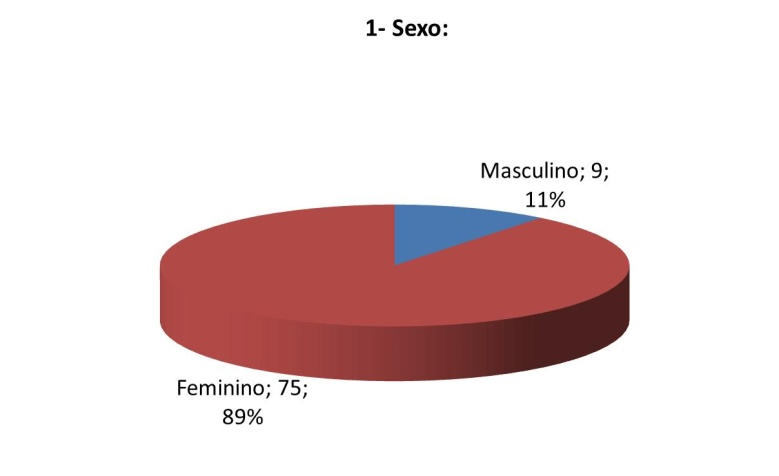 1- Sexo:
Masculino; 9;
11%
Feminino; 75;
89%